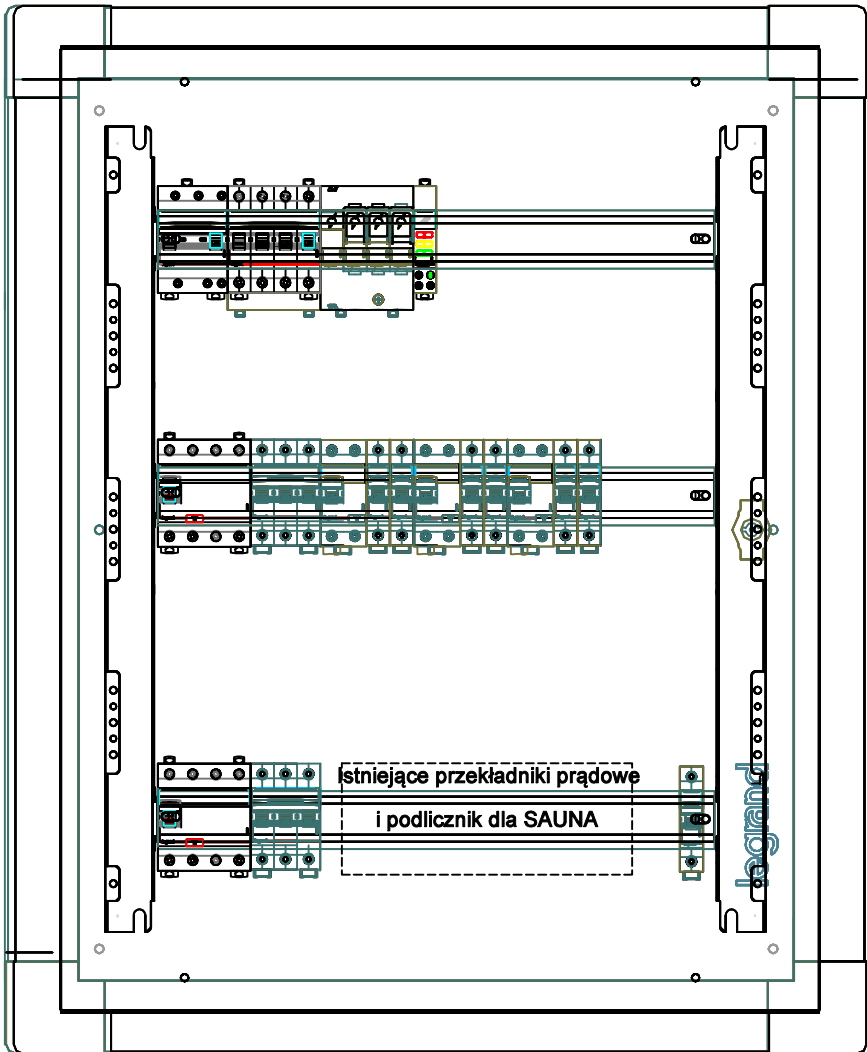 Istniejące przekładniki prądowe
i podlicznik dla SAUNA
legrand